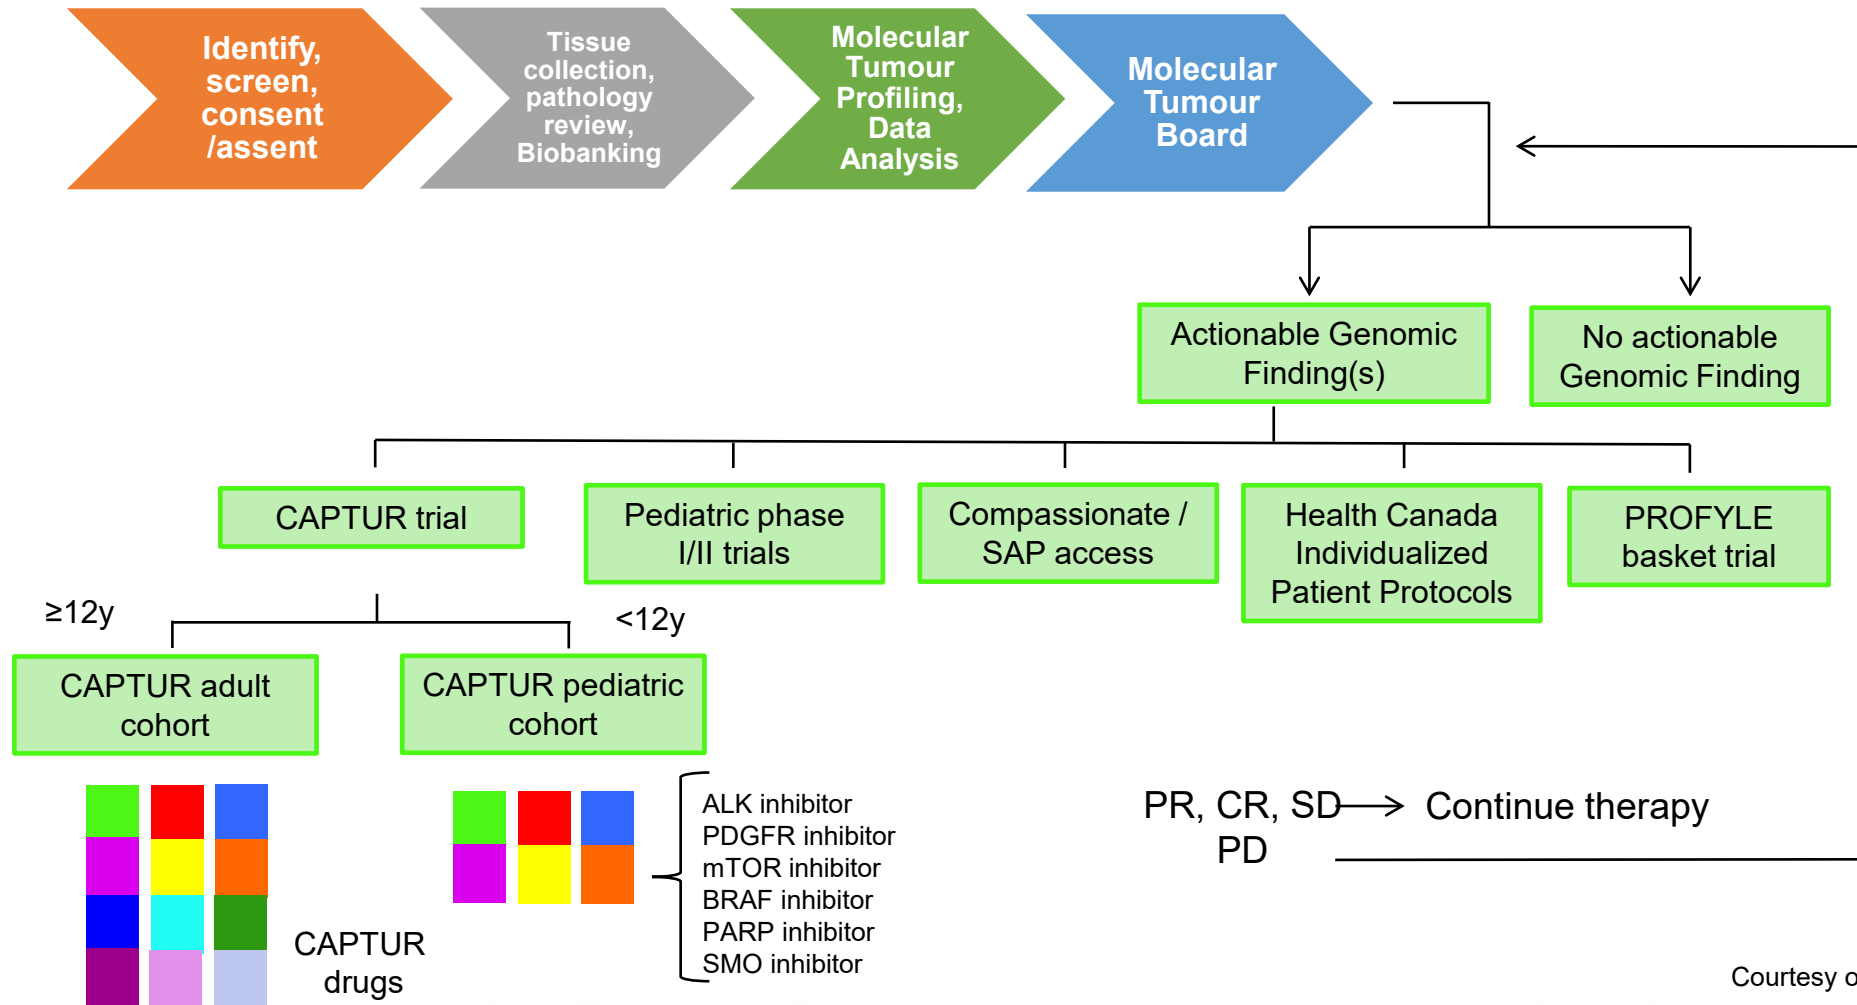 Identify,
screen,
consent
/assent
Tissue
collection,
pathology
review,
Biobanking
Molecular
Tumour
Profiling,
Data
Analysis
Molecular
Tumour
Board
Actionable Genomic
Finding(s)
No actionable
Genomic Finding
CAPTUR trial
Pediatric phase
I/II trials
Compassionate /
SAP access
Health Canada
Individualized
Patient Protocols
PROFYLE
basket trial
≥12y
<12y
CAPTUR adult
cohort
CAPTUR pediatric
cohort
CAPTUR
drugs
ALK inhibitor
PDGFR inhibitor
mTOR inhibitor
BRAF inhibitor
PARP inhibitor
SMO inhibitor
PR, CR, SD
Continue therapy
PD
Courtesy o